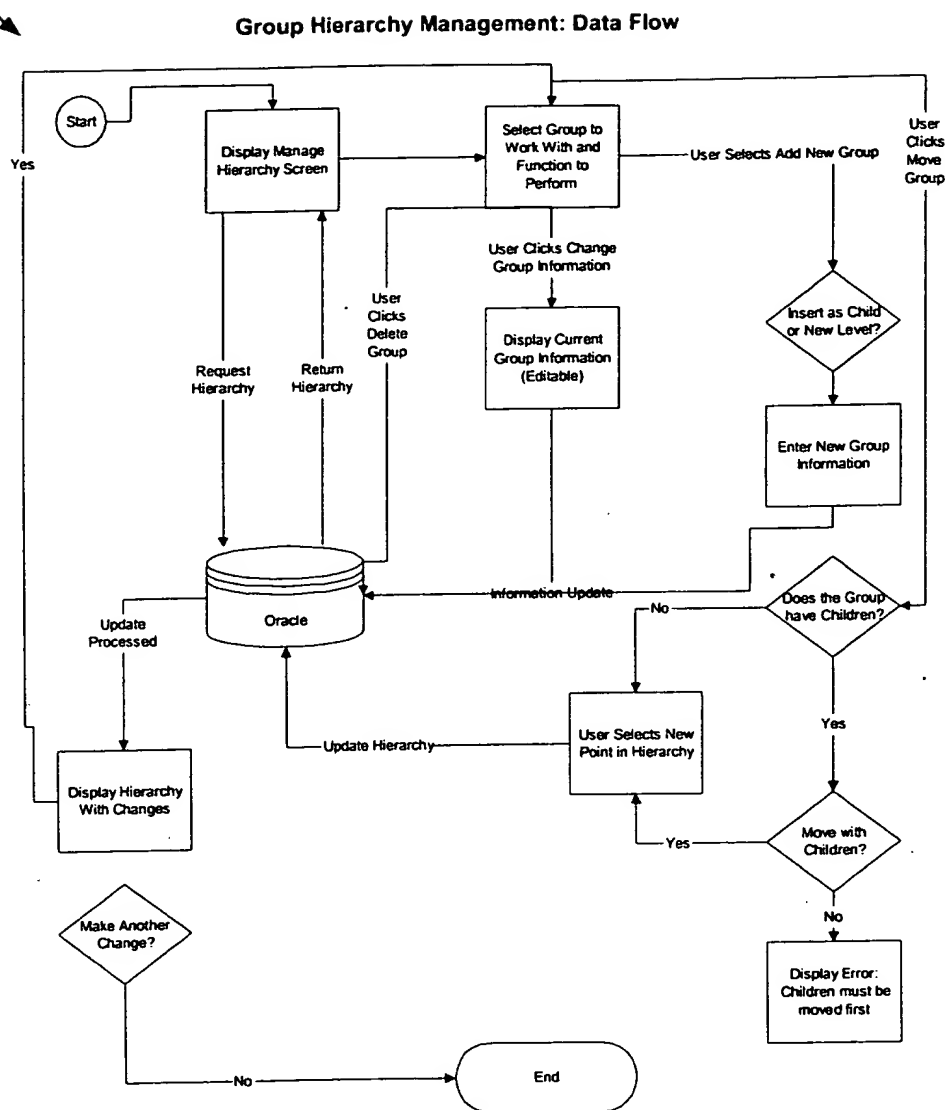 Group Hierarchy Management: Data Flow
Start
Yes
Display Manage
Hierarchy Screen
Select Group to
Work With and
Function to
Perform
User Selects Add New Group
User
Clicks
Move
Group
User Clicks Change
Group Information
User
Clicks
Delete
Group
Insert as Child
or New Level?
Display Current
Group Information
(Editable)
Request
Hierarchy
Return
Hierarchy
Enter New Group
Information
Information Update
Oracle
Does the Group
have Children?
No
Update
Processed
Yes
User Selects New
Point in Hierarchy
Update Hierarchy
Display Hierarchy
With Changes
Move with
Children?
Yes
No
Make Another
Change?
Display Error:
Children must be
moved first
No
End